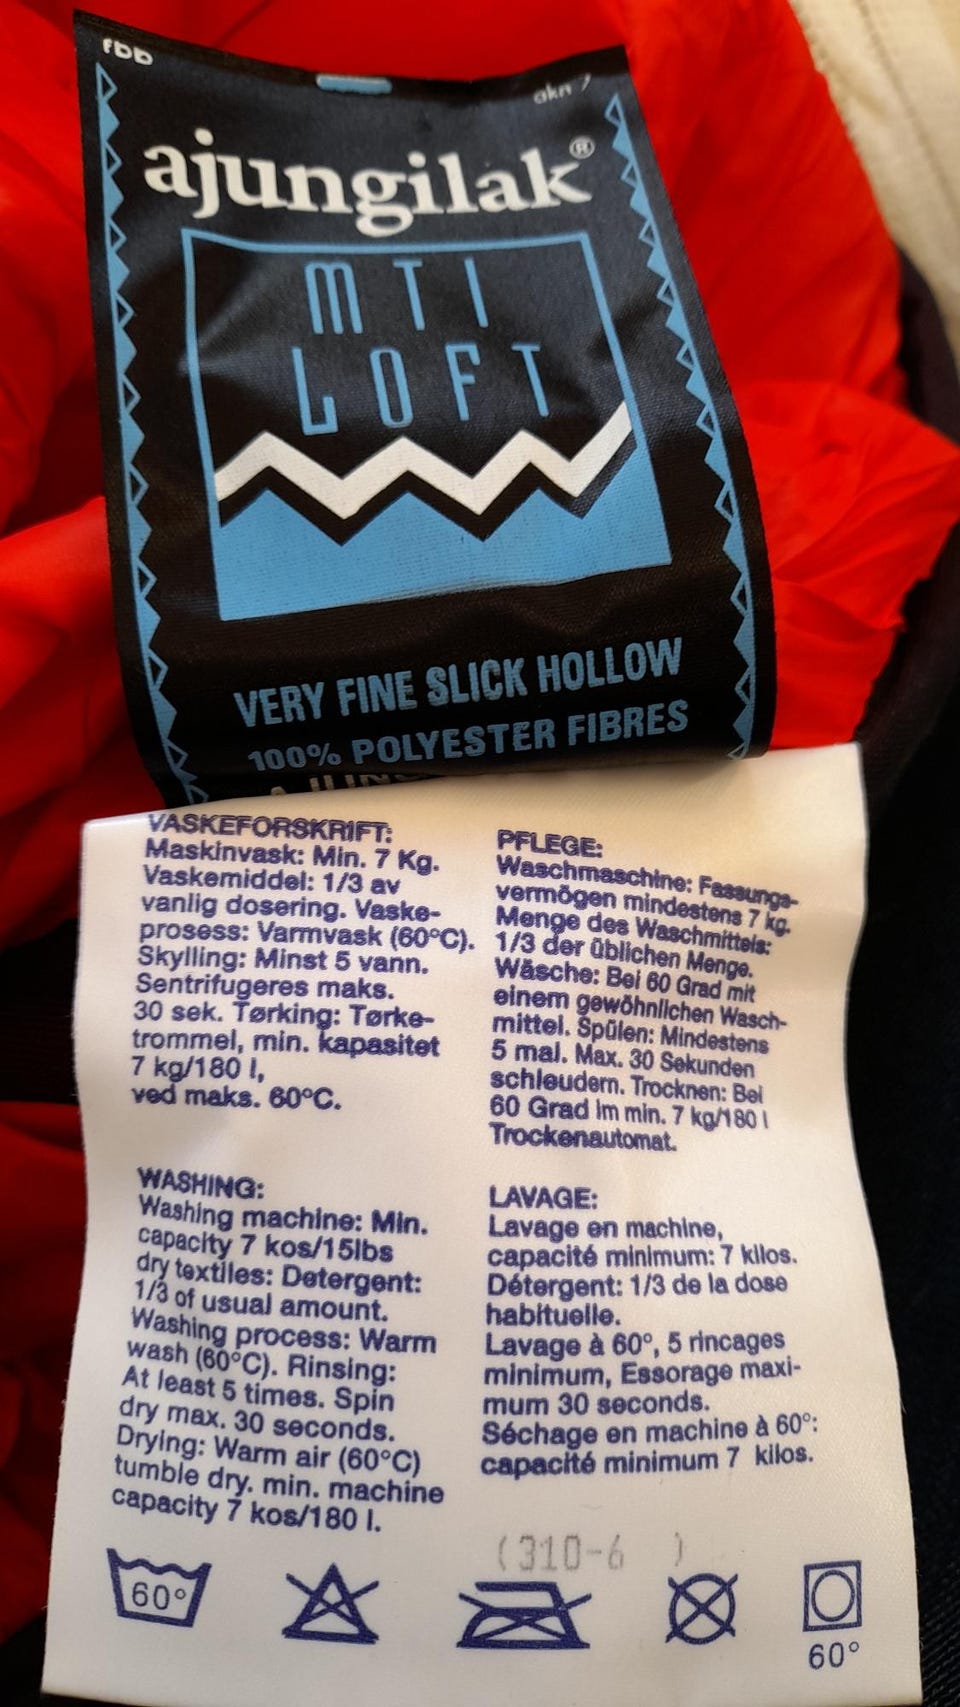 fbb
akn 7
ajungilak®
MTI
LOFT
VERY FINE SLICK HOLLOW
100% POLYESTER FIBRES
VASKEFORSKRIFT:
Maskinvask: Min. 7 Kg.
Vaskemiddel: 1/3 av
vanlig dosering. Vaske-
prosess: Varmvask (60°C).
Skylling: Minst 5 vann.
Sentrifugeres maks.
30 sek. Tørking: Tørke-
trommel, min. kapasitet
7 kg/180 l,
ved maks. 60°C.
PFLEGE:
Waschmaschine: Fassungs-
vermögen mindestens 7 kg.
Menge des Waschmittels:
1/3 der üblichen Menge.
Wäsche: Bei 60 Grad mit
einem gewöhnlichen Wasch-
mittel. Spülen: Mindestens
5 mal. Max. 30 Sekunden
schleudern. Trocknen: Bei
60 Grad im min. 7 kg/180 l
Trockenautomat.
WASHING:
Washing machine: Min.
capacity 7 kos/15lbs
dry textiles: Detergent:
1/3 of usual amount.
Washing process: Warm
wash (60°C). Rinsing:
At least 5 times. Spin
dry max. 30 seconds.
Drying: Warm air (60°C)
tumble dry. min. machine
capacity 7 kos/180 l.
LAVAGE:
Lavage en machine,
capacité minimum: 7 kilos.
Détergent: 1/3 de la dose
habituelle.
Lavage à 60°, 5 rincages
minimum, Essorage maxi-
mum 30 seconds.
Séchage en machine à 60°:
capacité minimum 7 kilos.
(310-6 )
60°
60°